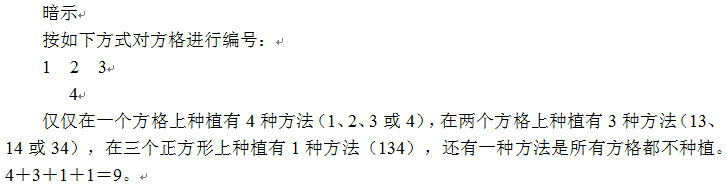 暗示
按如下方式对方格进行编号:
1 2 3
4
仅仅在一个方格上种植有 4 种方法(1、2、3 或 4),在两个方格上种植有 3 种方法(13、
14 或 34),在三个正方形上种植有 1 种方法(134),还有一种方法是所有方格都不种植。
4+3+1+1=9。